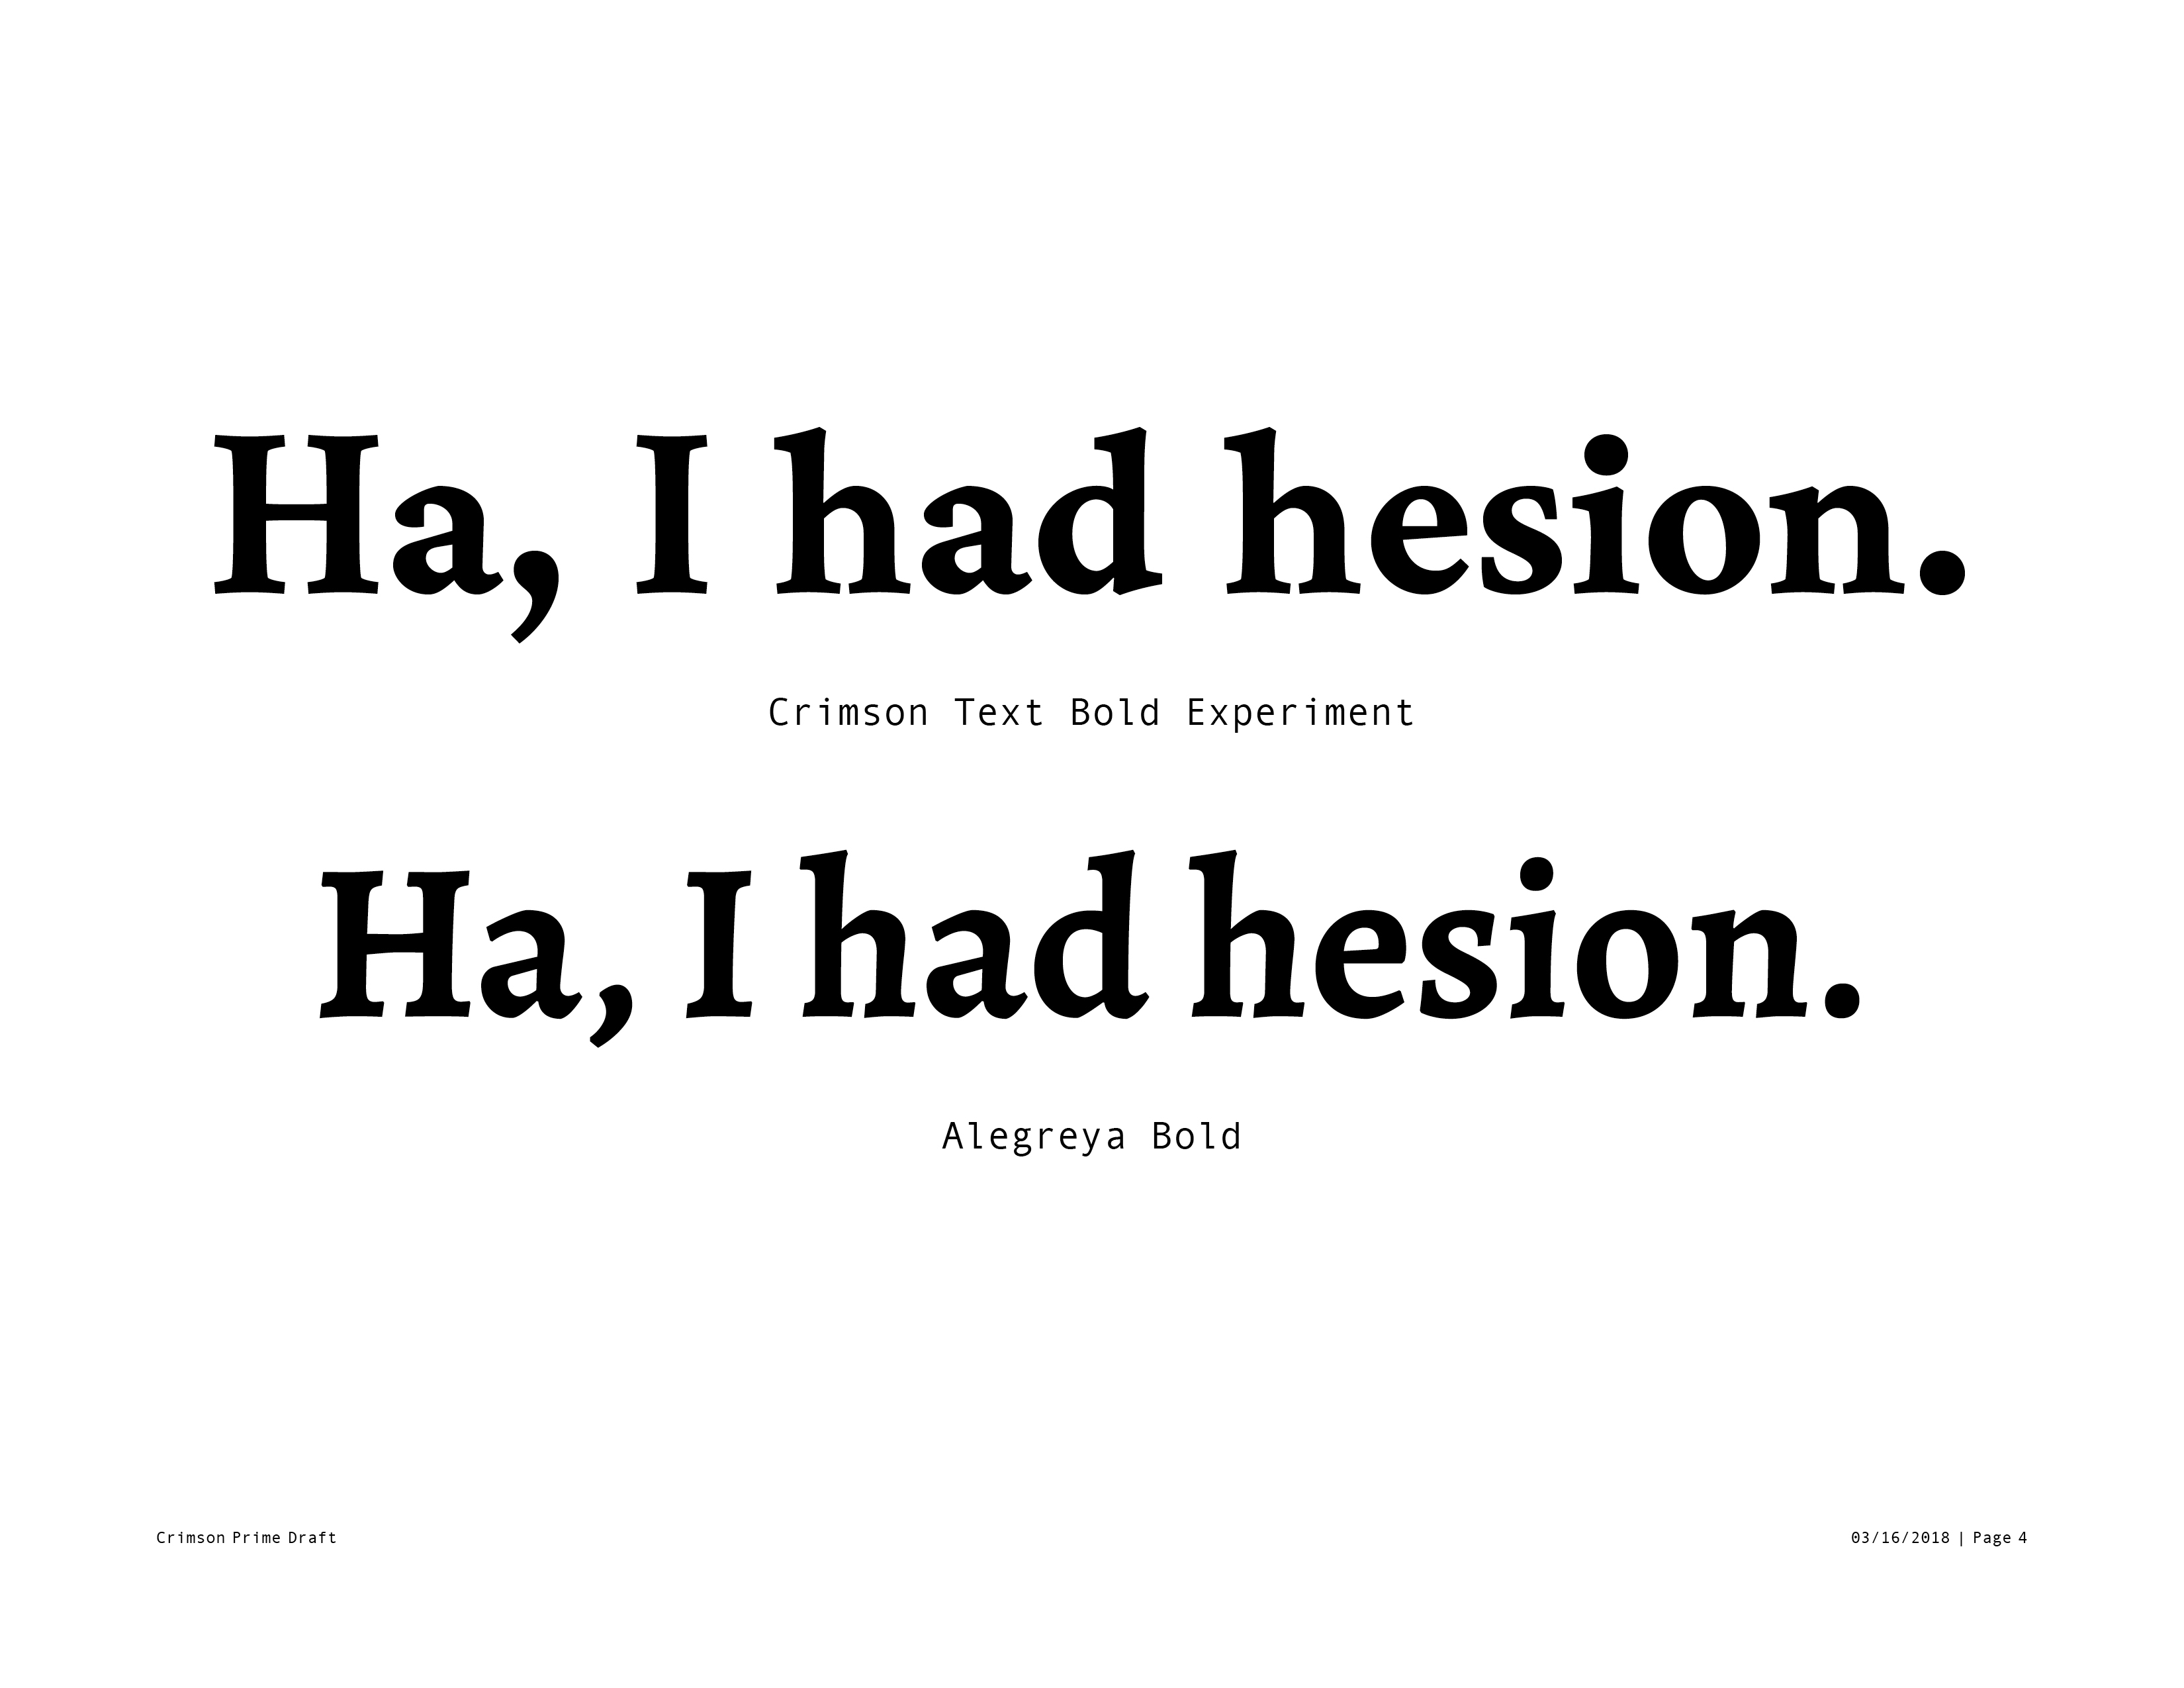 Ha, I had hesion.
Crimson Text Bold Experiment
Ha, I had hesion.
Alegreya Bold
Crimson Prime Draft
03/16/2018 | Page 4